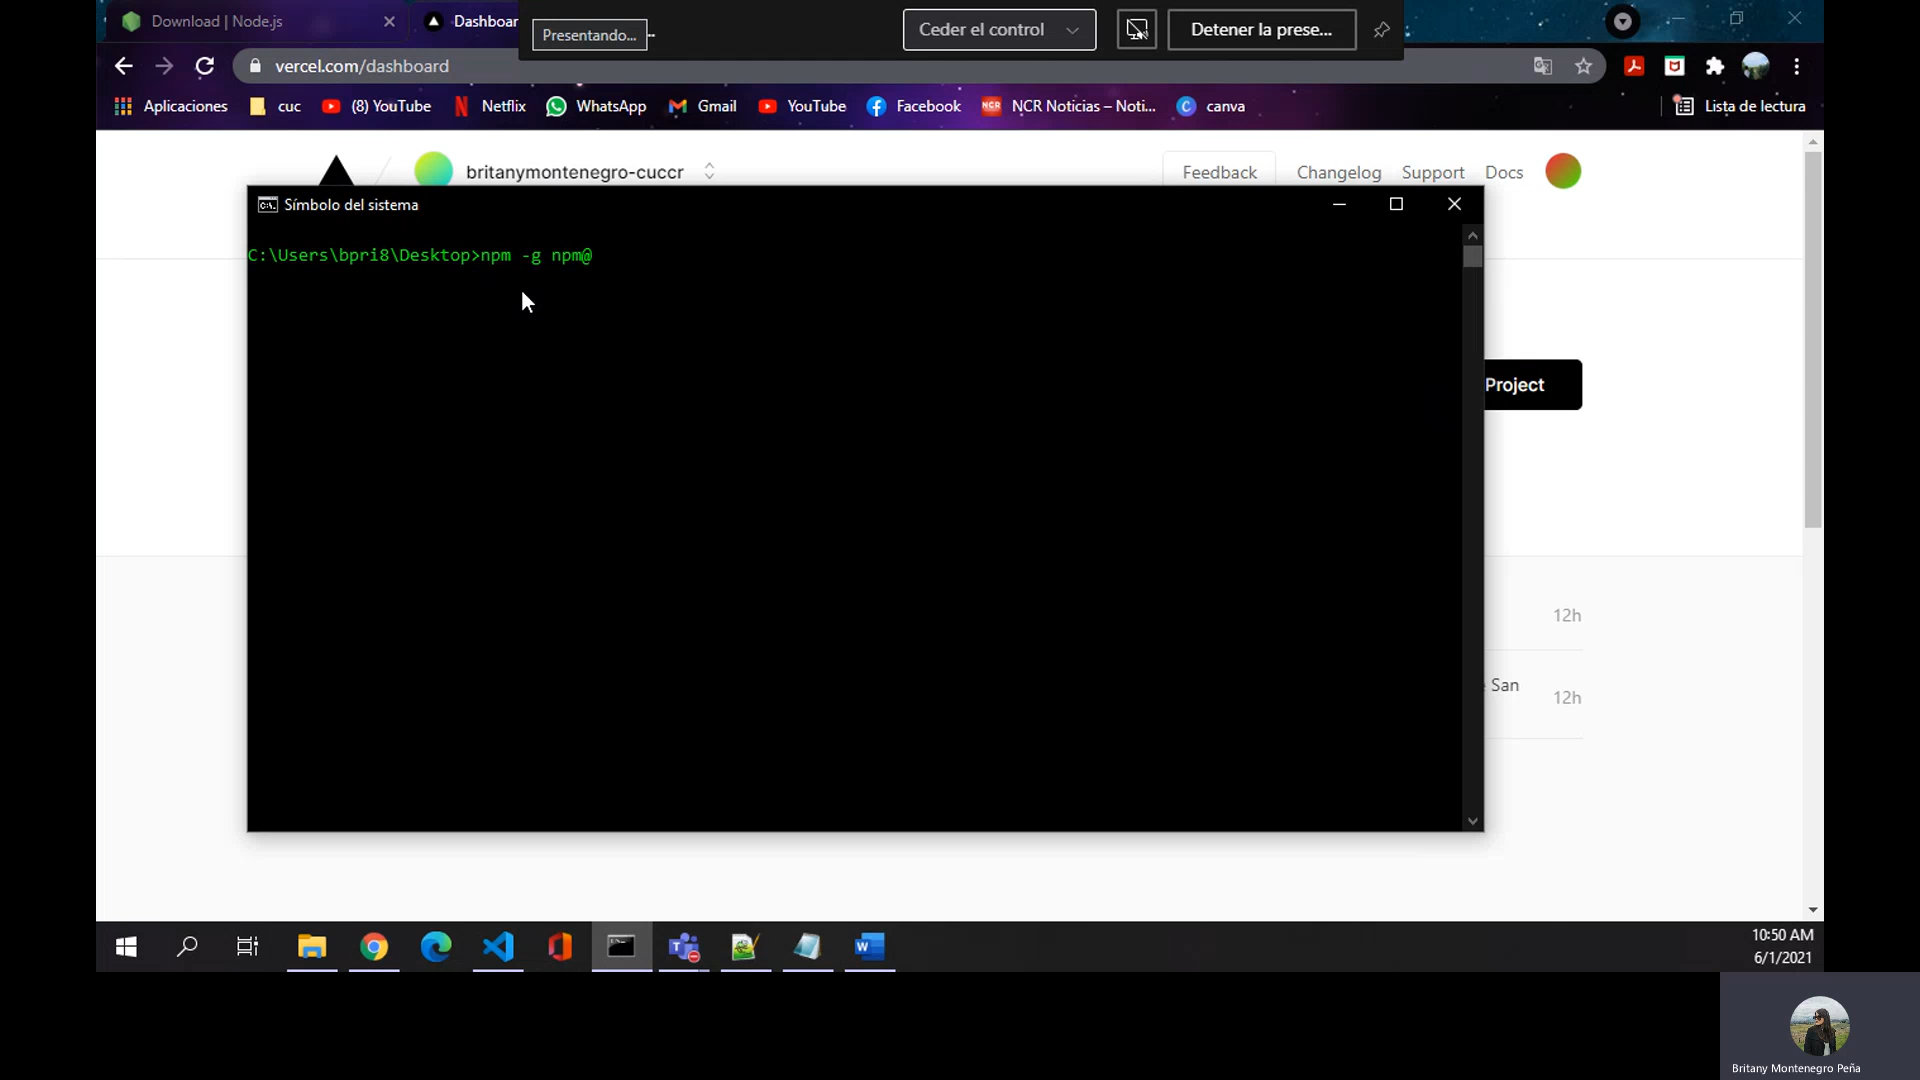 Download | Node.js
Dashboar
Presentando...
Ceder el control
Detener la prese...
vercel.com/dashboard
Aplicaciones
cuc
(8) YouTube
Netflix
WhatsApp
Gmail
YouTube
Facebook
NCR Noticias – Noti...
canva
Lista de lectura
britanymontenegro-cuccr
Feedback
Changelog
Support
Docs
Símbolo del sistema
C:\Users\bpri8\Desktop>npm -g npm@
Project
12h
San
12h
10:50 AM
6/1/2021
Britany Montenegro Peña